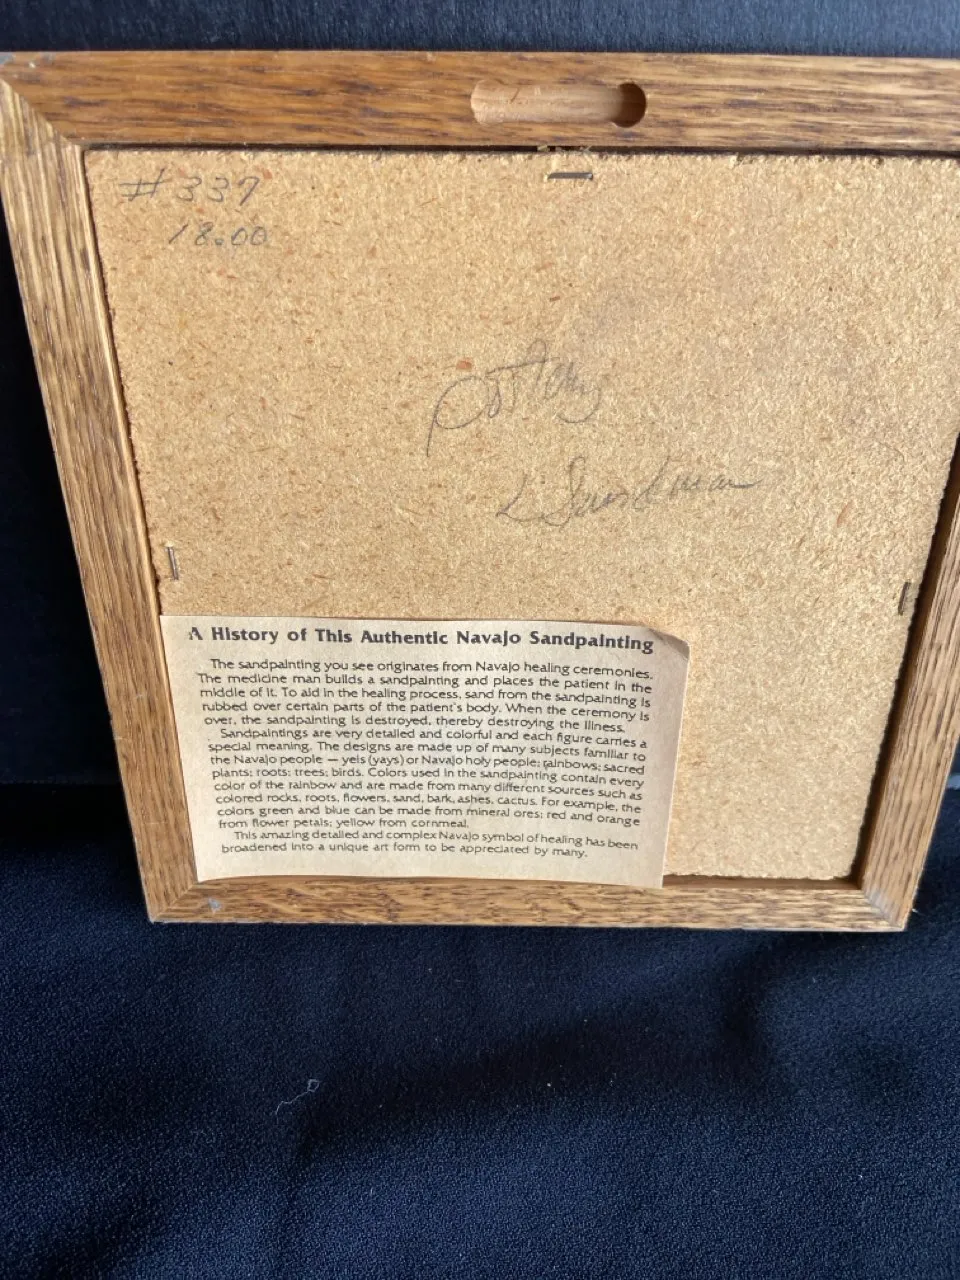 #337
18.00
Pottery
L Sandman
A History of This Authentic Navajo Sandpainting
The sandpainting you see originates from Navajo healing ceremonies.
The medicine man builds a sandpainting and places the patient in the
middle of it. To aid in the healing process, sand from the sandpainting is
rubbed over certain parts of the patient's body. When the ceremony is
over, the sandpainting is destroyed, thereby destroying the illness.
Sandpaintings are very detailed and colorful and each figure carries a
special meaning. The designs are made up of many subjects familiar to
the Navajo people — yeis (yays) or Navajo holy people; rainbows; sacred
plants; roots; trees; birds. Colors used in the sandpainting contain every
color of the rainbow and are made from many different sources such as
colored rocks, roots, flowers, sand, bark, ashes, cactus. For example, the
colors green and blue can be made from mineral ores; red and orange
from flower petals; yellow from cornmeal.
This amazing detailed and complex Navajo symbol of healing has been
broadened into a unique art form to be appreciated by many.